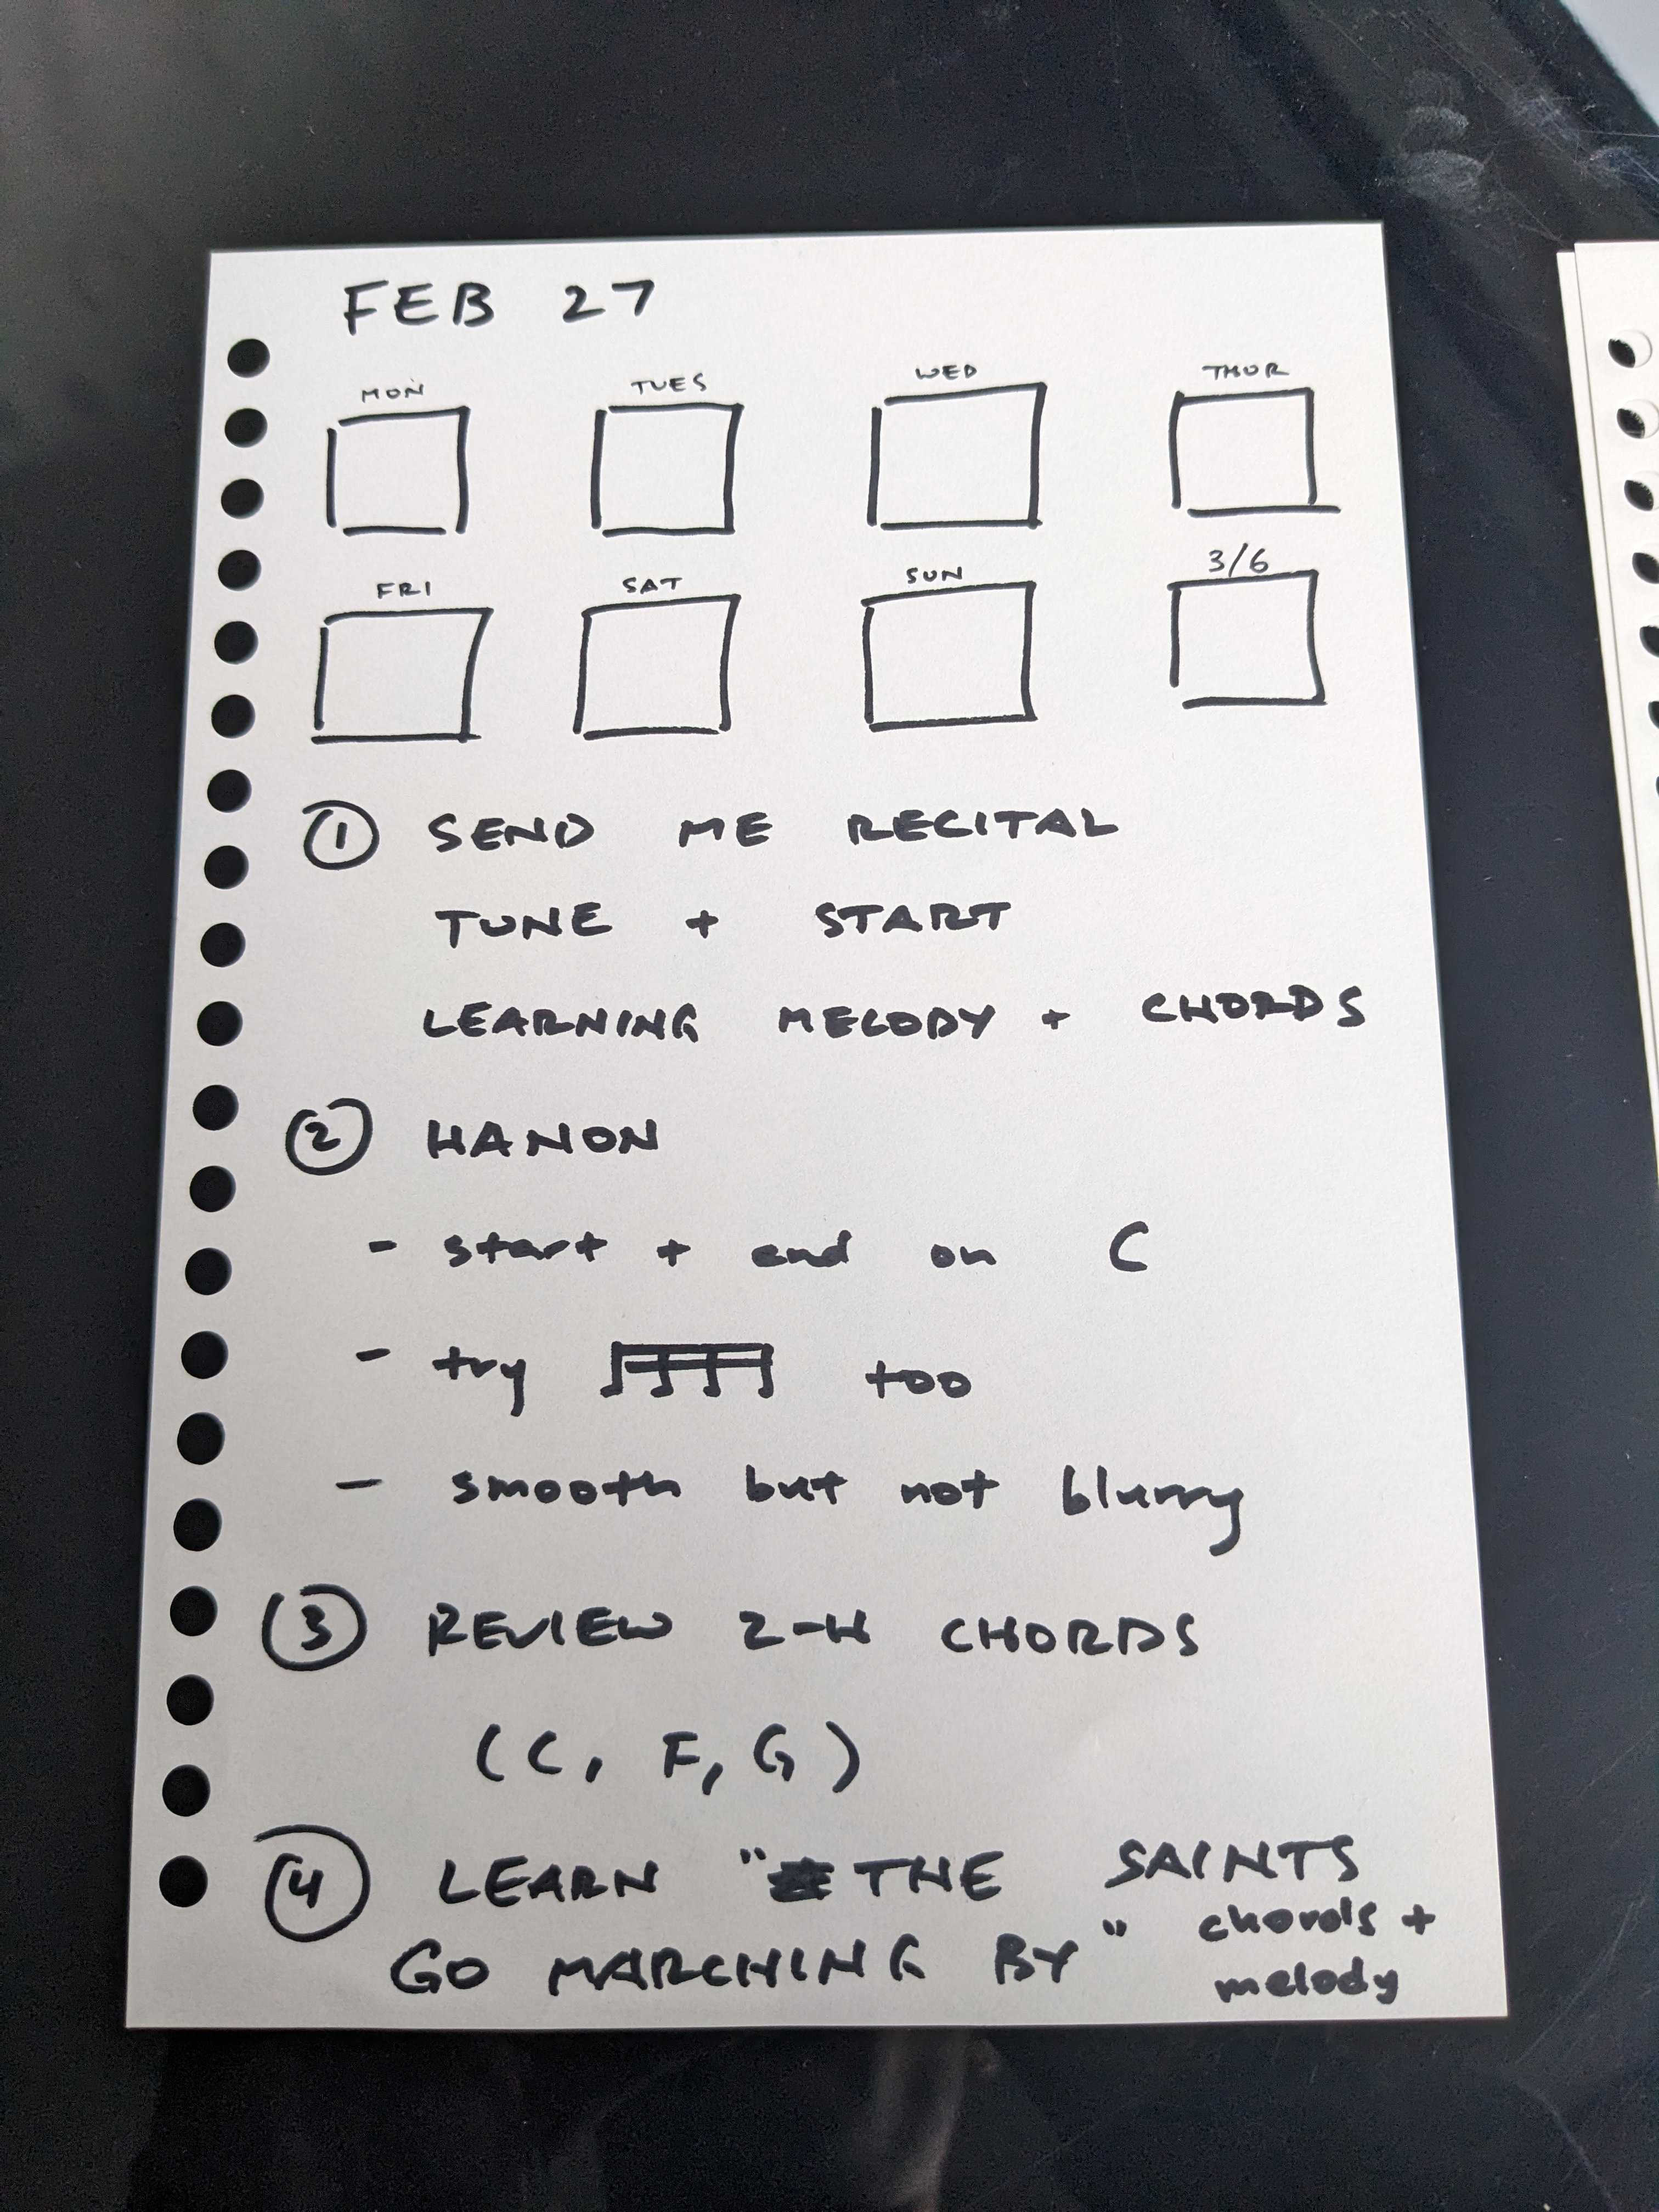 FEB 27
MON TUES WED THUR
FRI SAT SUN 3/6
① SEND ME RECITAL
TUNE + START
LEARNING MELODY + CHORDS
② HANON
- start + end on C
- try too
- smooth but not blurry
③ REVIEW 2-H CHORDS
(C, F, G)
④ LEARN "THE SAINTS
GO MARCHING BY" chords +
melody